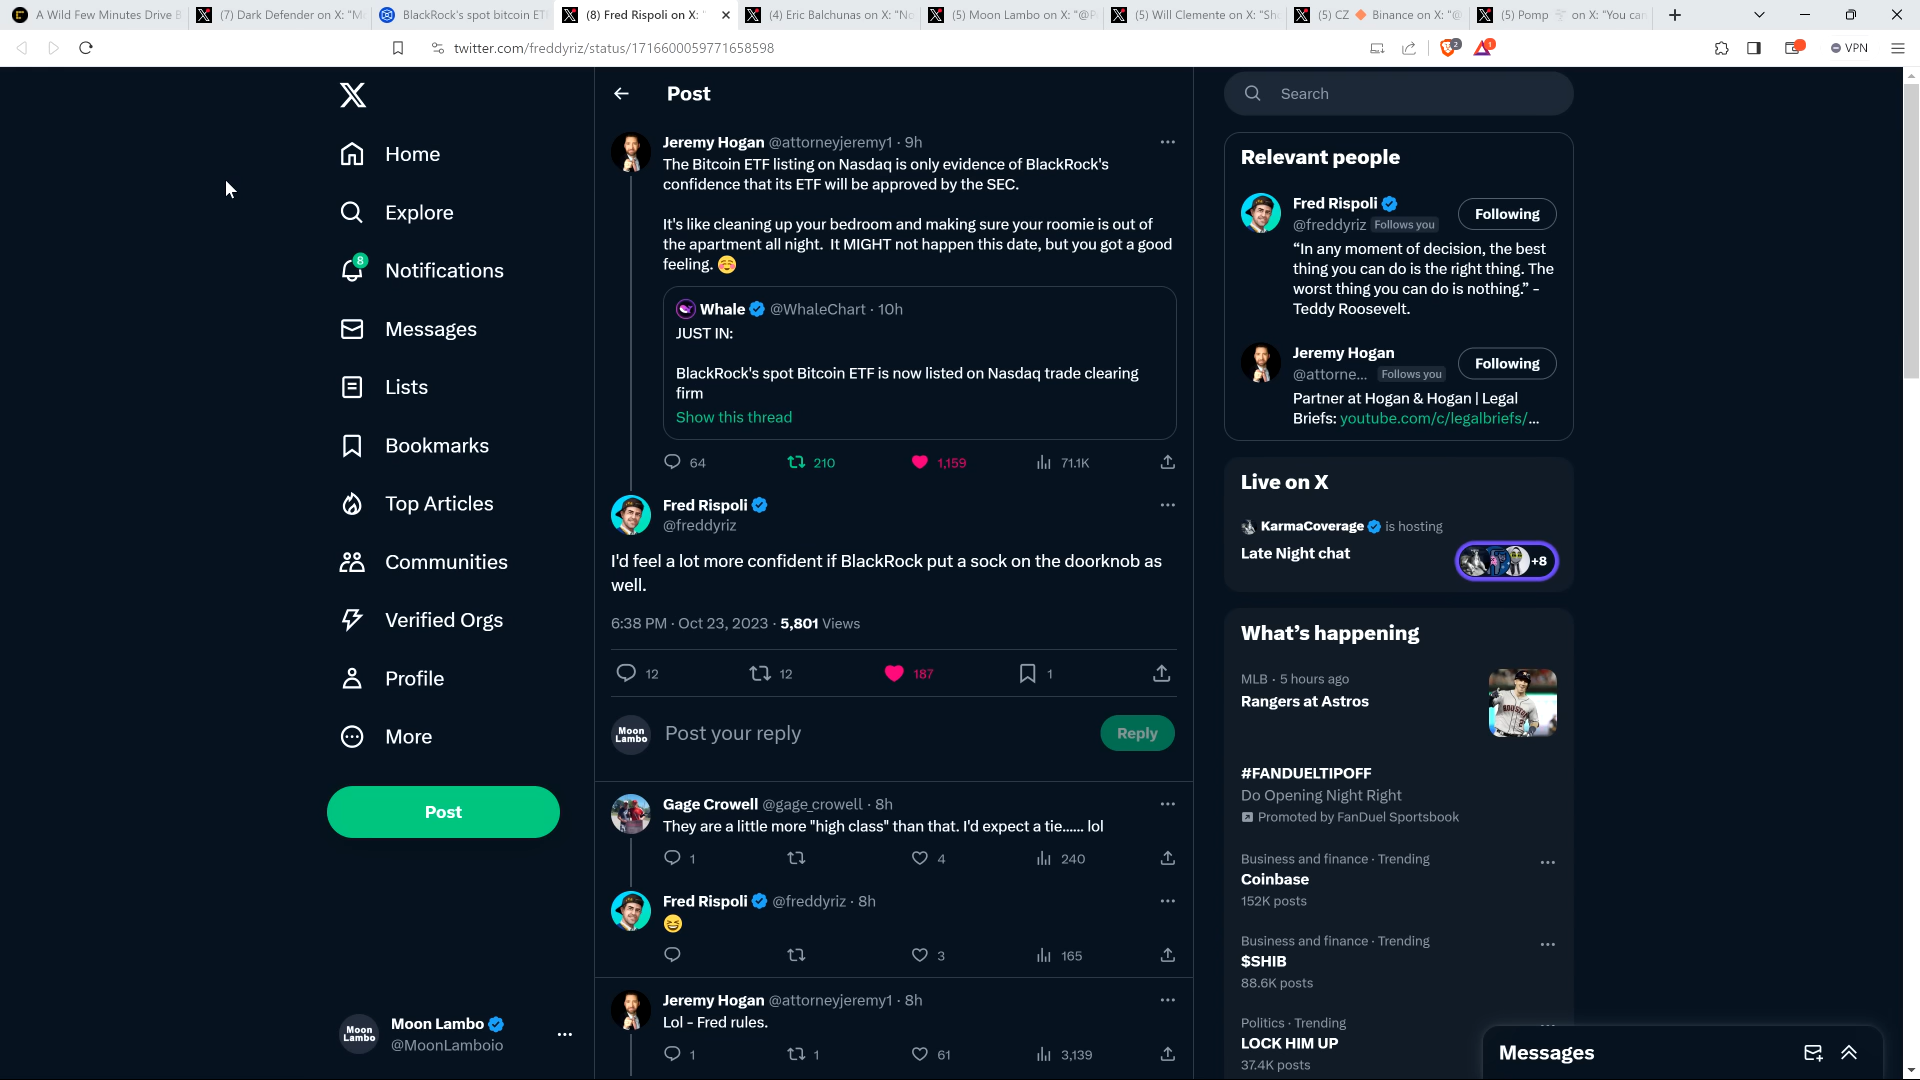 A Wild Few Minutes Drive B
(7) Dark Defender on X: "M
BlackRock's spot bitcoin ET
(8) Fred Rispoli on X: "
(4) Eric Balchunas on X: "N
(5) Moon Lambo on X: "@P
(5) Will Clemente on X: "Sh
(5) CZ 🔶 Binance on X: "@
(5) Pomp 🌪 on X: "You can
twitter.com/freddyriz/status/1716600059771658598
2
1
VPN
Home
Explore
8
Notifications
Messages
Lists
Bookmarks
Top Articles
Communities
Verified Orgs
Profile
More
Post
Moon Lambo
Moon Lambo
@MoonLamboio
Post
Jeremy Hogan @attorneyjeremy1 · 9h
The Bitcoin ETF listing on Nasdaq is only evidence of BlackRock's
confidence that its ETF will be approved by the SEC.
It's like cleaning up your bedroom and making sure your roomie is out of
the apartment all night. It MIGHT not happen this date, but you got a good
feeling. ☺️
Whale @WhaleChart · 10h
JUST IN:
BlackRock's spot Bitcoin ETF is now listed on Nasdaq trade clearing
firm
Show this thread
64 210 1,159 71.1K
Fred Rispoli
@freddyriz
I'd feel a lot more confident if BlackRock put a sock on the doorknob as
well.
6:38 PM · Oct 23, 2023 · 5,801 Views
12 12 187 1
Moon Lambo
Post your reply
Reply
Gage Crowell @gage_crowell · 8h
They are a little more "high class" than that. I'd expect a tie...... lol
1 4 240
Fred Rispoli @freddyriz · 8h
😆
3 165
Jeremy Hogan @attorneyjeremy1 · 8h
Lol - Fred rules.
1 1 61 3,139
Search
Relevant people
Fred Rispoli
@freddyriz Follows you
Following
“In any moment of decision, the best
thing you can do is the right thing. The
worst thing you can do is nothing.” -
Teddy Roosevelt.
Jeremy Hogan
@attorne... Follows you
Following
Partner at Hogan & Hogan | Legal
Briefs: youtube.com/c/legalbriefs/...
Live on X
KarmaCoverage is hosting
Late Night chat
+8
What’s happening
MLB · 5 hours ago
Rangers at Astros
#FANDUELTIPOFF
Do Opening Night Right
Promoted by FanDuel Sportsbook
Business and finance · Trending
Coinbase
152K posts
Business and finance · Trending
$SHIB
88.6K posts
Politics · Trending
LOCK HIM UP
37.4K posts
Messages